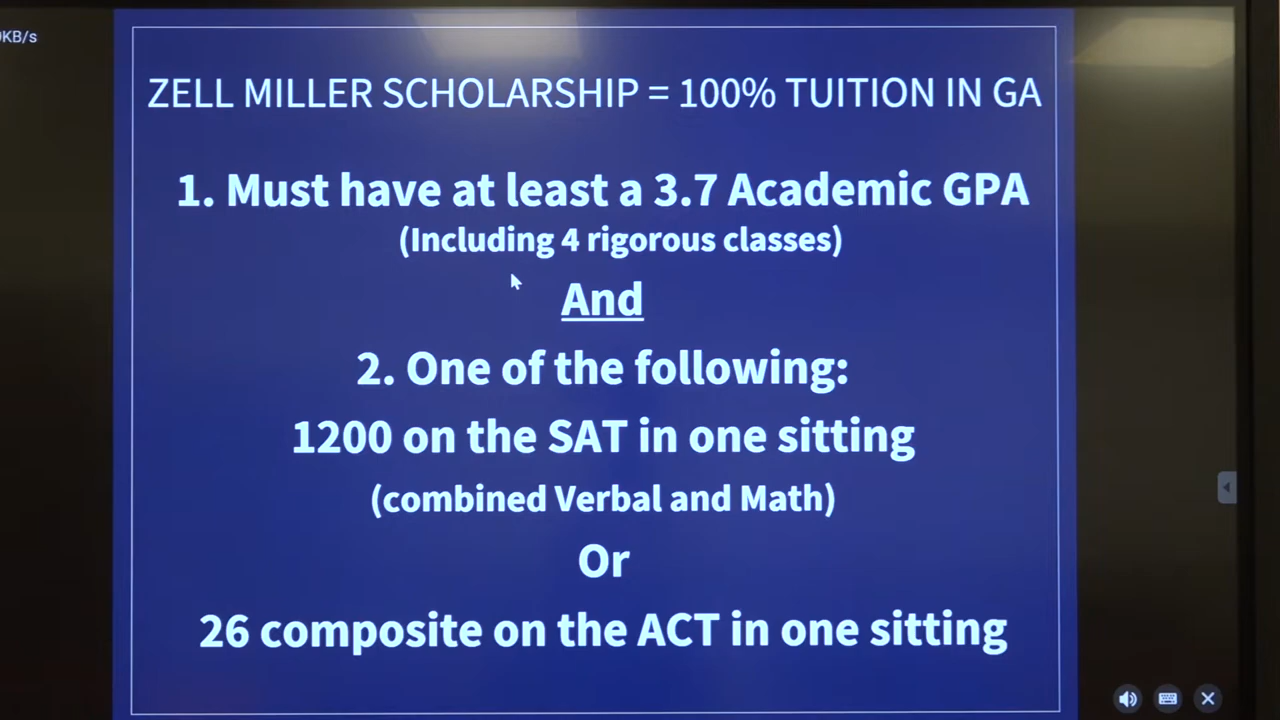 0KB/s
ZELL MILLER SCHOLARSHIP = 100% TUITION IN GA
1. Must have at least a 3.7 Academic GPA
(Including 4 rigorous classes)
And
2. One of the following:
1200 on the SAT in one sitting
(combined Verbal and Math)
Or
26 composite on the ACT in one sitting